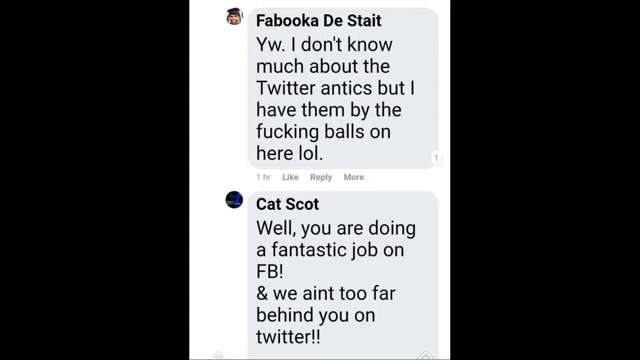 Fabooka De Stait
Yw. I don't know
much about the
Twitter antics but I
have them by the
fucking balls on
here lol.
1
1 hr Like Reply More
Cat Scot
Well, you are doing
a fantastic job on
FB!
& we aint too far
behind you on
twitter!!